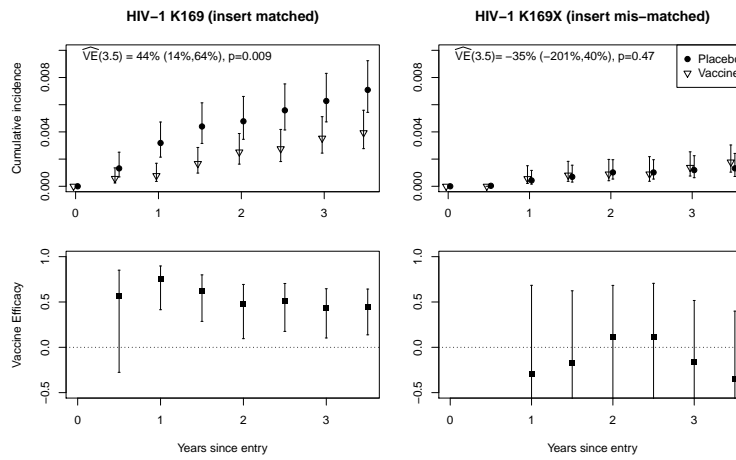 HIV−1 K169 (insert matched)
HIV−1 K169X (insert mis−matched)
VE(3.5) = 44% (14%,64%), p=0.009
VE(3.5)= −35% (−201%,40%), p=0.47
Placebo
Vaccine
Cumulative incidence
0.008
0.004
0.000
0 1 2 3
0.008
0.004
0.000
0 1 2 3
Vaccine Efficacy
1.0
0.5
0.0
−0.5
0 1 2 3
Years since entry
1.0
0.5
0.0
−0.5
0 1 2 3
Years since entry